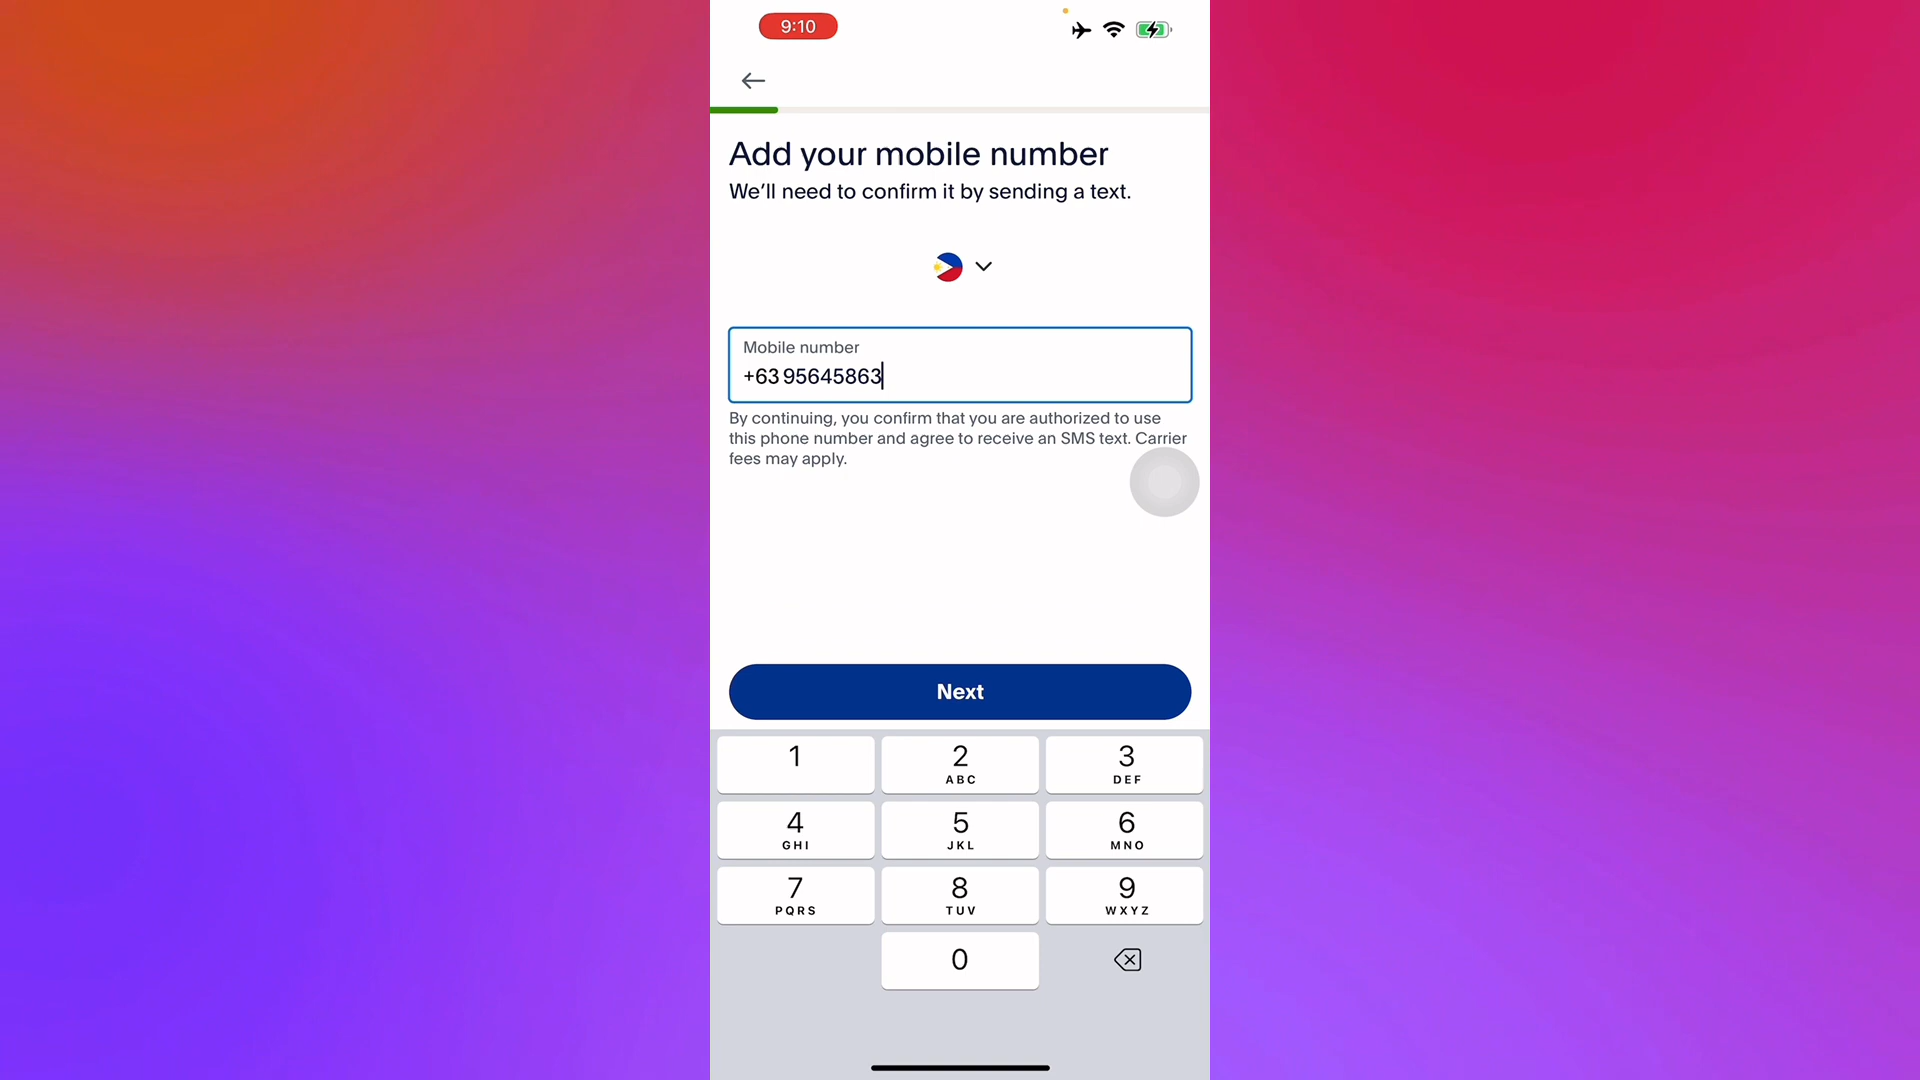 9:10
Add your mobile number
We'll need to confirm it by sending a text.
Mobile number
+63 95645863
By continuing, you confirm that you are authorized to use
this phone number and agree to receive an SMS text. Carrier
fees may apply.
Next
1 2 3
ABC DEF
4 5 6
GHI JKL MNO
7 8 9
PQRS TUV WXYZ
0